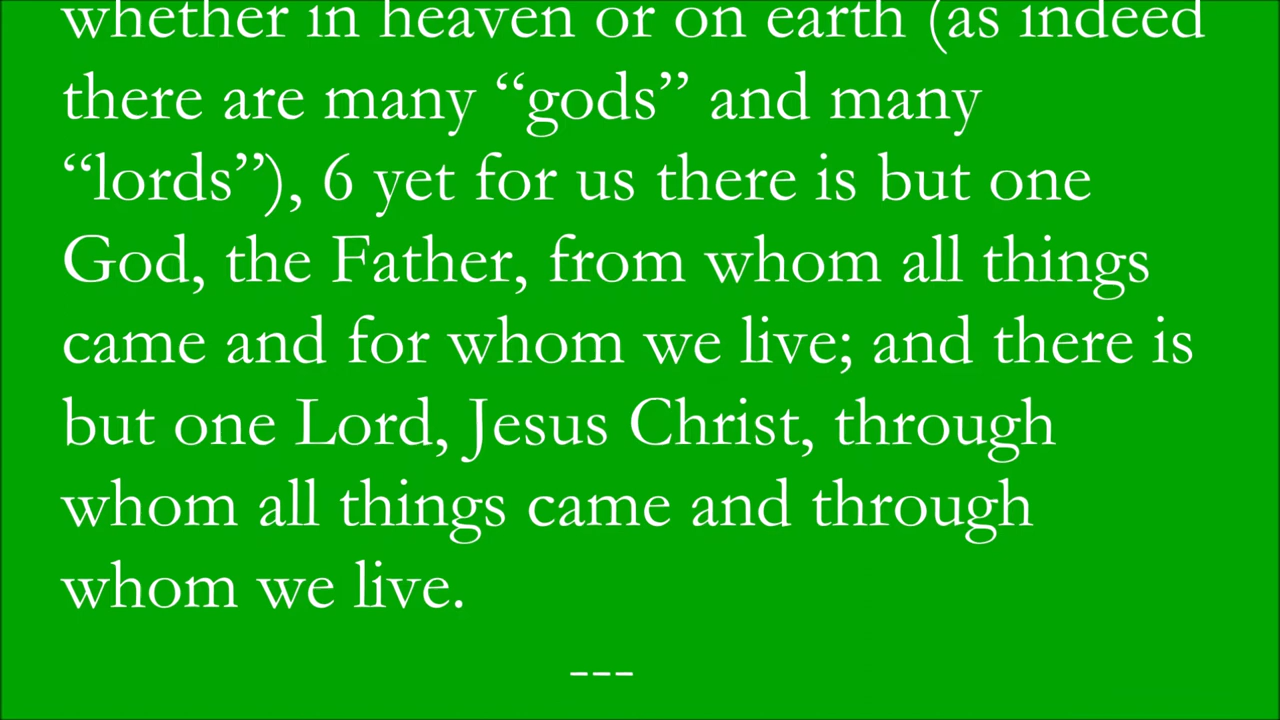 whether in heaven or on earth (as indeed
there are many “gods” and many
“lords”), 6 yet for us there is but one
God, the Father, from whom all things
came and for whom we live; and there is
but one Lord, Jesus Christ, through
whom all things came and through
whom we live.
---